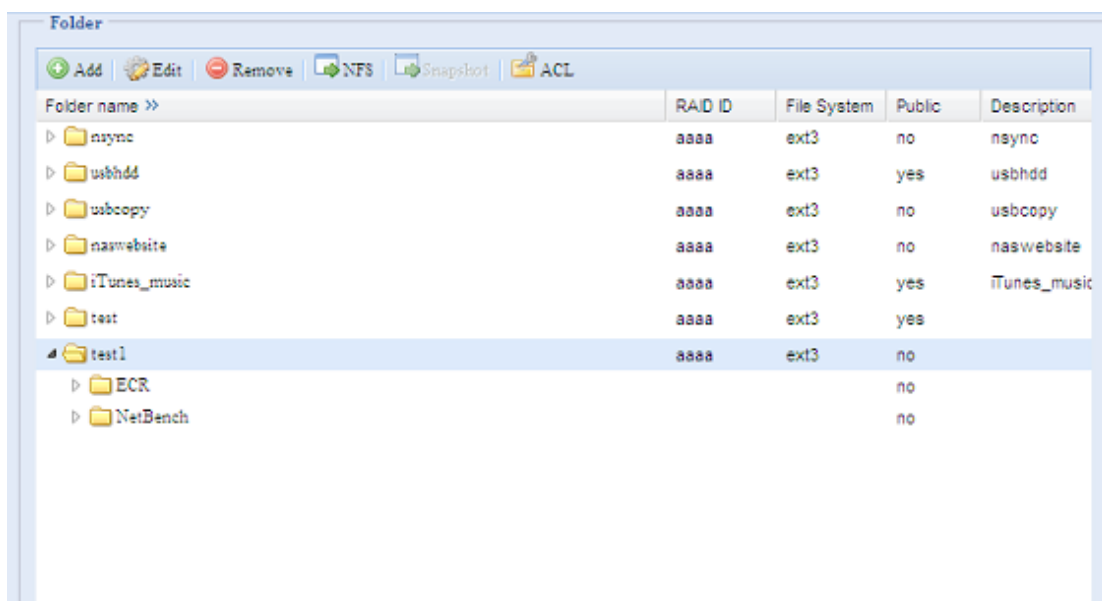 Folder
Add Edit Remove NFS Snapshot ACL
Folder name >> RAID ID File System Public Description
nsync aaaa ext3 no nsync
usbhdd aaaa ext3 yes usbhdd
usbcopy aaaa ext3 no usbcopy
naswebsite aaaa ext3 no naswebsite
iTunes_music aaaa ext3 yes iTunes_music
test aaaa ext3 yes
test1 aaaa ext3 no
ECR no
NetBench no